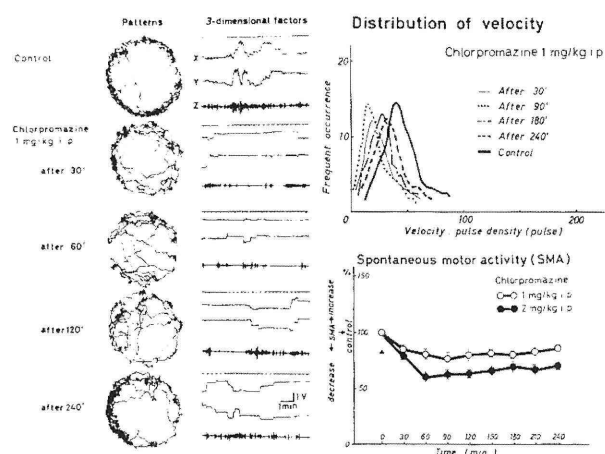 Patterns
3-dimensional factors
Control
X
Y
Z
Chlorpromazine
1 mg/kg i.p
after 30'
after 60'
after 120'
after 240'
1V
1min
Distribution of velocity
Chlorpromazine 1 mg/kg i p
Frequent occurrence
20
10
0
0
100
200
After 30'
After 90'
After 180'
After 240'
Control
Velocity . pulse density (pulse)
Spontaneous motor activity (SMA)
Chlorpromazine
1 mg/kg i p
2 mg/kg i.p
%
150
100
50
decrease ← SMA → increase
control
0 30 60 90 120 150 180 210 240
Time (min.)